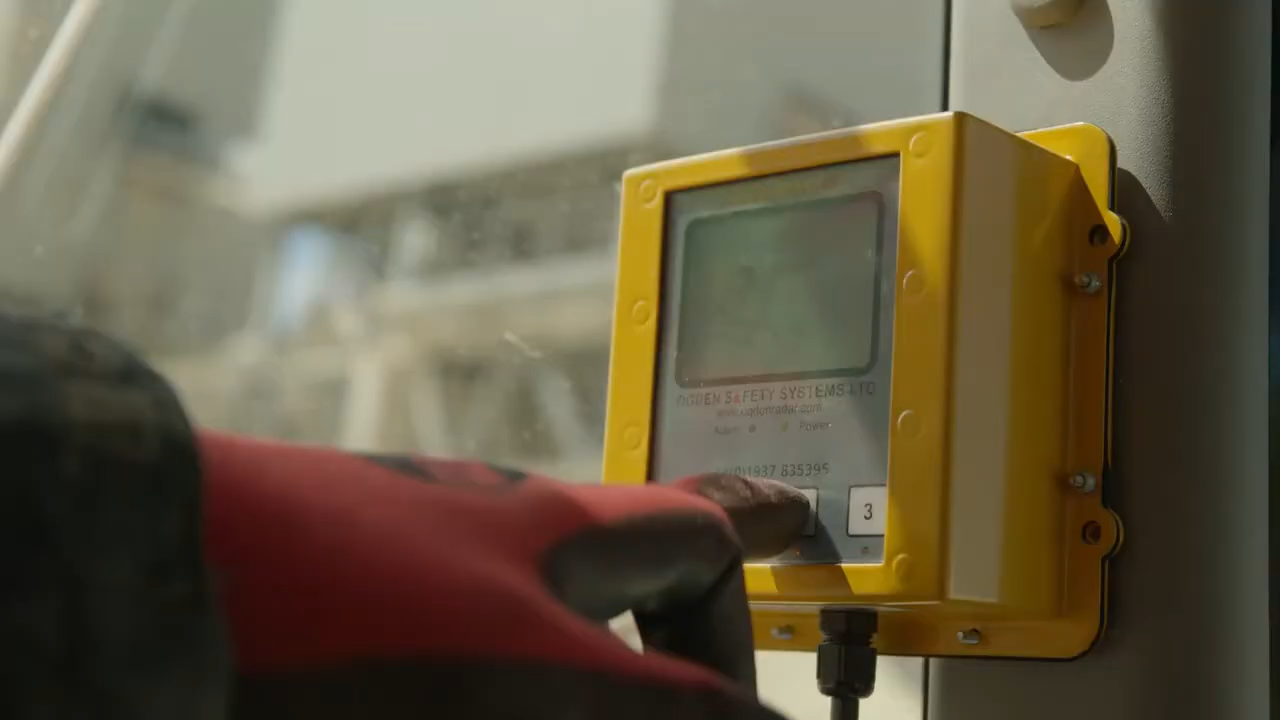 OGDEN SAFETY SYSTEMS LTD
www.ogdenradar.com
Alarm Power
(0)1937 835395
3